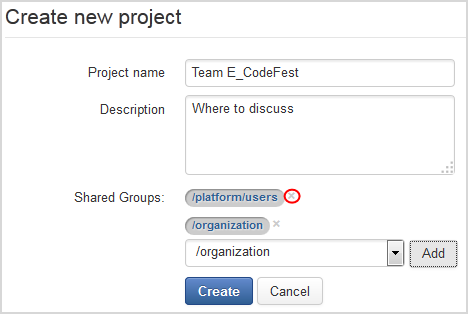 Create new project
Project name Team E_CodeFest
Description Where to discuss
Shared Groups: /platform/users ×
/organization ×
/organization Add
Create Cancel